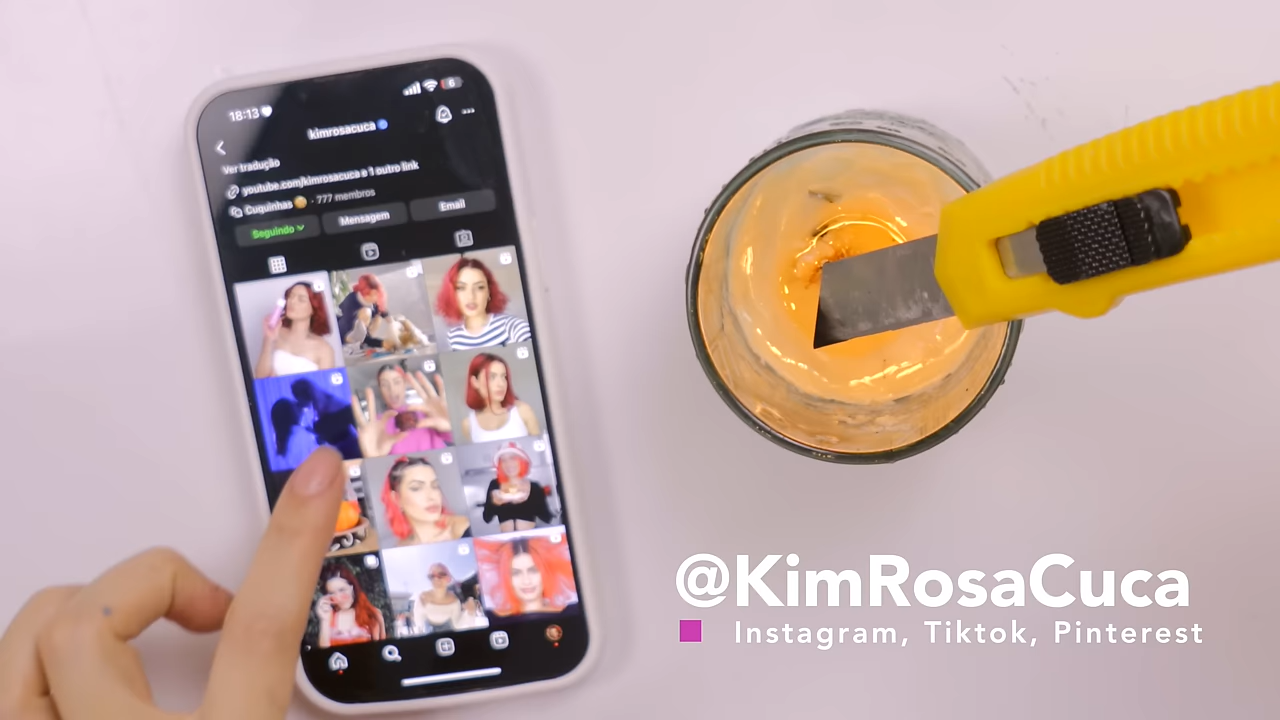 18:13
6
kimrosacuca
Ver tradução
youtube.com/kimrosacuca e 1 outro link
Cuquinhas · 777 membros
Seguindo
Mensagem
Email
@KimRosaCuca
Instagram, Tiktok, Pinterest